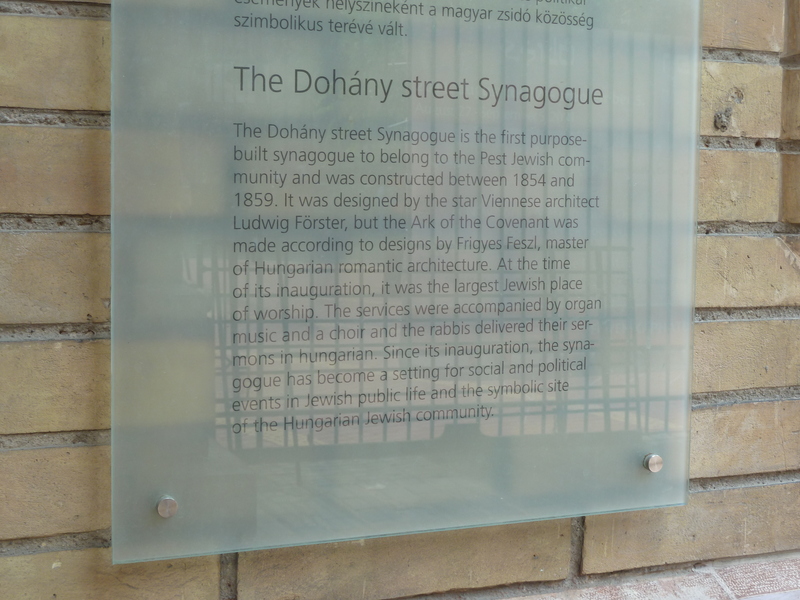 események helyszíneként a magyar zsidó közösség
szimbolikus terévé vált.
The Dohány street Synagogue
The Dohány street Synagogue is the first purpose-
built synagogue to belong to the Pest Jewish com-
munity and was constructed between 1854 and
1859. It was designed by the star Viennese architect
Ludwig Förster, but the Ark of the Covenant was
made according to designs by Frigyes Feszl, master
of Hungarian romantic architecture. At the time
of its inauguration, it was the largest Jewish place
of worship. The services were accompanied by organ
music and a choir and the rabbis delivered their ser-
mons in hungarian. Since its inauguration, the syna-
gogue has become a setting for social and political
events in Jewish public life and the symbolic site
of the Hungarian Jewish community.